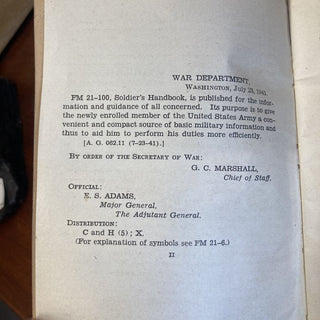 WAR DEPARTMENT,
WASHINGTON, July 23, 1941.
FM 21–100, Soldier's Handbook, is published for the infor-
mation and guidance of all concerned. Its purpose is to give
the newly enrolled member of the United States Army a con-
venient and compact source of basic military information and
thus to aid him to perform his duties more efficiently.
[A. G. 062.11 (7–23–41).]
BY ORDER OF THE SECRETARY OF WAR:
G. C. MARSHALL,
Chief of Staff.
OFFICIAL:
E. S. ADAMS,
Major General,
The Adjutant General.
DISTRIBUTION:
C and H (5); X.
(For explanation of symbols see FM 21–6.)
II